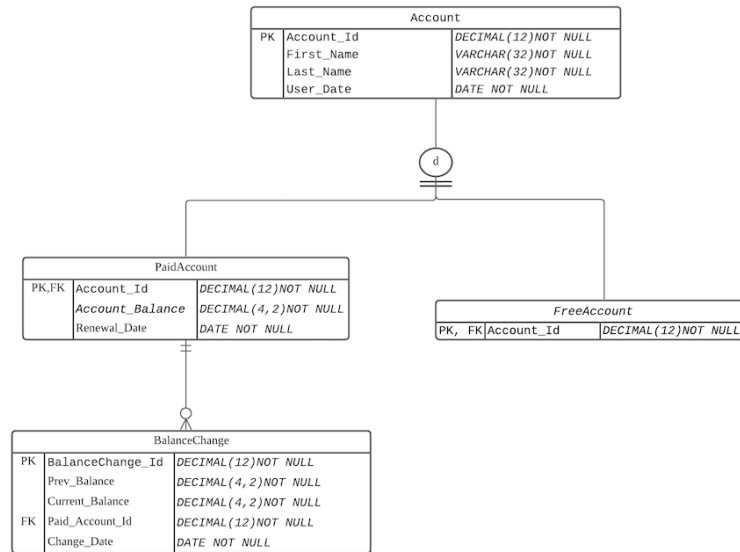 Account
PK Account_Id DECIMAL(12)NOT NULL
First_Name VARCHAR(32)NOT NULL
Last_Name VARCHAR(32)NOT NULL
User_Date DATE NOT NULL
d
PaidAccount
PK,FK Account_Id DECIMAL(12)NOT NULL
Account_Balance DECIMAL(4,2)NOT NULL
Renewal_Date DATE NOT NULL
FreeAccount
PK, FK Account_Id DECIMAL(12)NOT NULL
BalanceChange
PK BalanceChange_Id DECIMAL(12)NOT NULL
Prev_Balance DECIMAL(4,2)NOT NULL
Current_Balance DECIMAL(4,2)NOT NULL
FK Paid_Account_Id DECIMAL(12)NOT NULL
Change_Date DATE NOT NULL